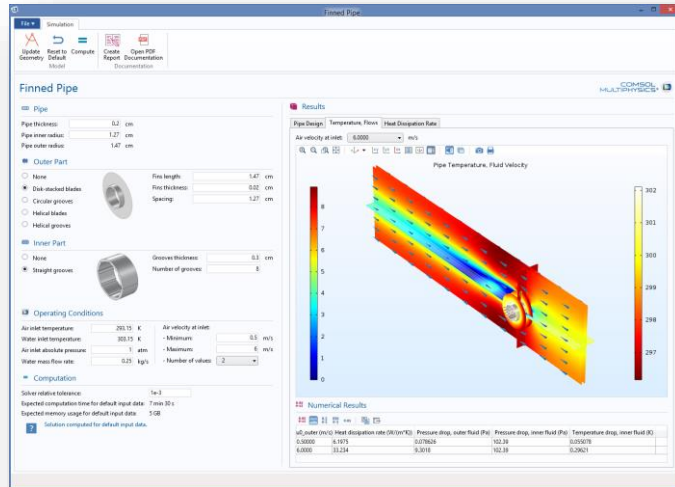 Finned Pipe
File
Simulation
Update Geometry
Reset to Default
Compute
Create Report
Open PDF Documentation
Model
Documentation
Finned Pipe
COMSOL
MULTIPHYSICS
Pipe
Pipe thickness: 0.2 cm
Pipe inner radius: 1.27 cm
Pipe outer radius: 1.47 cm
Outer Part
None
Disk-stacked blades
Circular grooves
Helical blades
Helical grooves
Fins length: 1.47 cm
Fins thickness: 0.02 cm
Spacing: 1.27 cm
Inner Part
None
Straight grooves
Grooves thickness: 0.3 cm
Number of grooves: 8
Operating Conditions
Air inlet temperature: 293.15 K
Water inlet temperature: 303.15 K
Air inlet absolute pressure: 1 atm
Water mass flow rate: 0.25 kg/s
Air velocity at inlet:
- Minimum: 0.5 m/s
- Maximum: 6 m/s
- Number of values: 2
Computation
Solver relative tolerance: 1e-3
Expected computation time for default input data: 7 min 30 s
Expected memory usage for default input data: 5 GB
? Solution computed for default input data.
Results
Pipe Design Temperature, Flows Heat Dissipation Rate
Air velocity at inlet: 6.0000 m/s
Pipe Temperature, Fluid Velocity
8
7
6
5
4
3
2
1
0
302
301
300
299
298
297
Numerical Results
u0_outer (m/s) Heat dissipation rate (W/(m*K)) Pressure drop, outer fluid (Pa) Pressure drop, inner fluid (Pa) Temperature drop, inner fluid (K)
0.50000 6.1975 0.078626 102.38 0.055078
6.0000 33.234 9.3018 102.38 0.29621